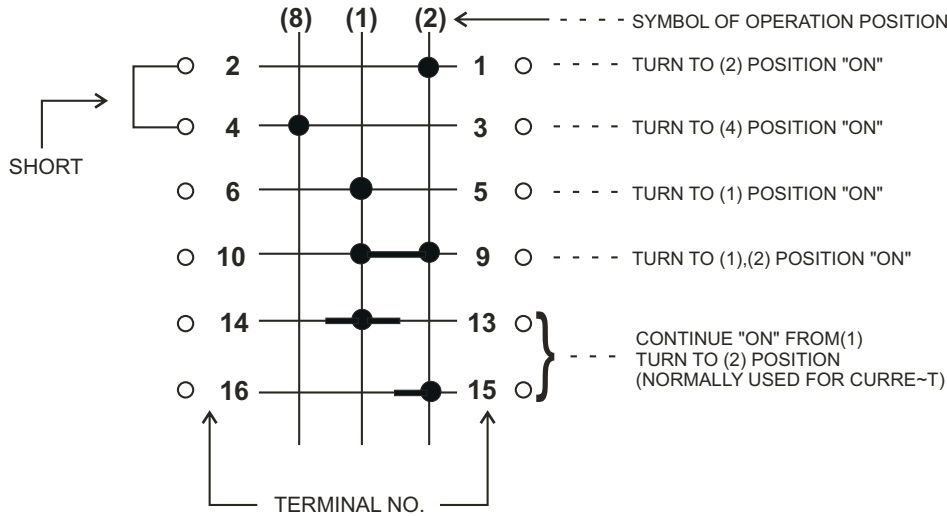 (8) (1) (2) SYMBOL OF OPERATION POSITION
2 1 TURN TO (2) POSITION "ON"
4 3 TURN TO (4) POSITION "ON"
SHORT
6 5 TURN TO (1) POSITION "ON"
10 9 TURN TO (1),(2) POSITION "ON"
14 13
CONTINUE "ON" FROM(1)
TURN TO (2) POSITION
(NORMALLY USED FOR CURRE~T)
16 15
TERMINAL NO.